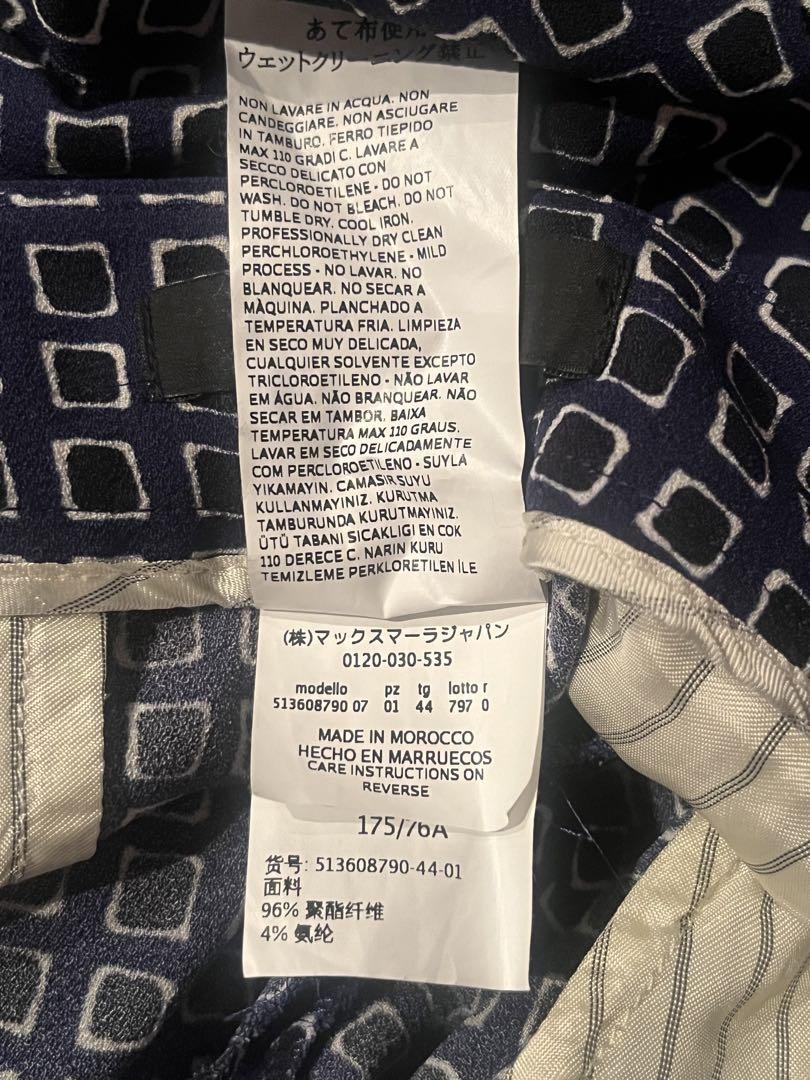 あて布使用
ウェットクリーニング禁止
NON LAVARE IN ACQUA. NON
CANDEGGIARE. NON ASCIUGARE
IN TAMBURO. FERRO TIEPIDO
MAX 110 GRADI C. LAVARE A
SECCO DELICATO CON
PERCLOROETILENE - DO NOT
WASH. DO NOT BLEACH. DO NOT
TUMBLE DRY. COOL IRON.
PROFESSIONALLY DRY CLEAN
PERCHLOROETHYLENE - MILD
PROCESS - NO LAVAR. NO
BLANQUEAR. NO SECAR A
MÀQUINA. PLANCHADO A
TEMPERATURA FRIA. LIMPIEZA
EN SECO MUY DELICADA,
CUALQUIER SOLVENTE EXCEPTO
TRICLOROETILENO - NÃO LAVAR
EM ÁGUA. NÃO BRANQUEAR. NÃO
SECAR EM TAMBOR. BAIXA
TEMPERATURA MAX 110 GRAUS.
LAVAR EM SECO DELICADAMENTE
COM PERCLOROETILENO - SUYLA
YIKAMAYIN. CAMASIR SUYU
KULLANMAYINIZ. KURUTMA
TAMBURUNDA KURUTMAYINIZ.
ÜTÜ TABANI SICAKLIGI EN COK
110 DERECE C. NARIN KURU
TEMIZLEME PERKLORETILEN İLE
(株)マックスマーラジャパン
0120-030-535
modello pz tg lotto r
513608790 07 01 44 797 0
MADE IN MOROCCO
HECHO EN MARRUECOS
CARE INSTRUCTIONS ON
REVERSE
175/76A
货号: 513608790-44-01
面料
96% 聚酯纤维
4% 氨纶